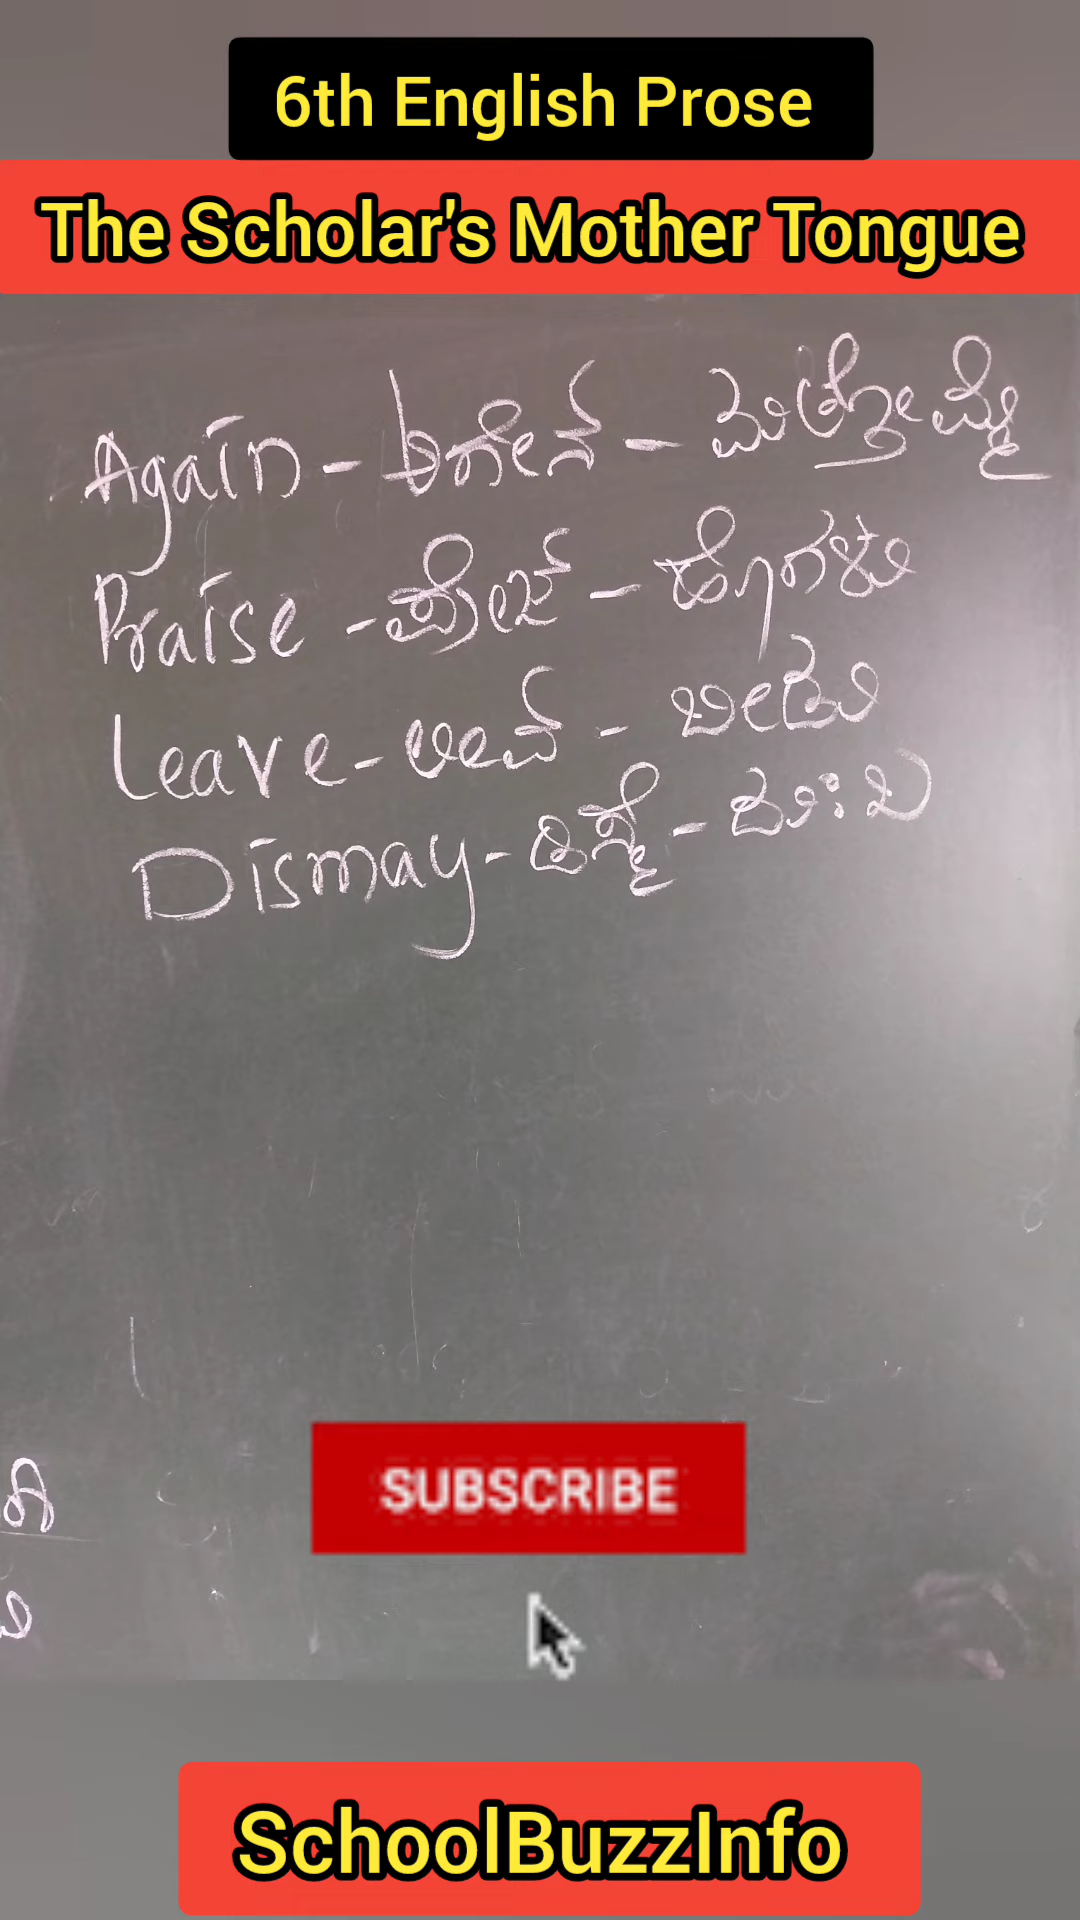 6th English Prose
The Scholar's Mother Tongue
Again - ಅಗೇನ್ - ಮತ್ತೊಮ್ಮೆ
Praise - ಪ್ರೇಜ್ - ಹೊಗಳು
Leave - ಲೀವ್ - ಬೀಡು
Dismay - ಡಿಸ್ಮೆ - ದುಃಖ
SUBSCRIBE
SchoolBuzzInfo